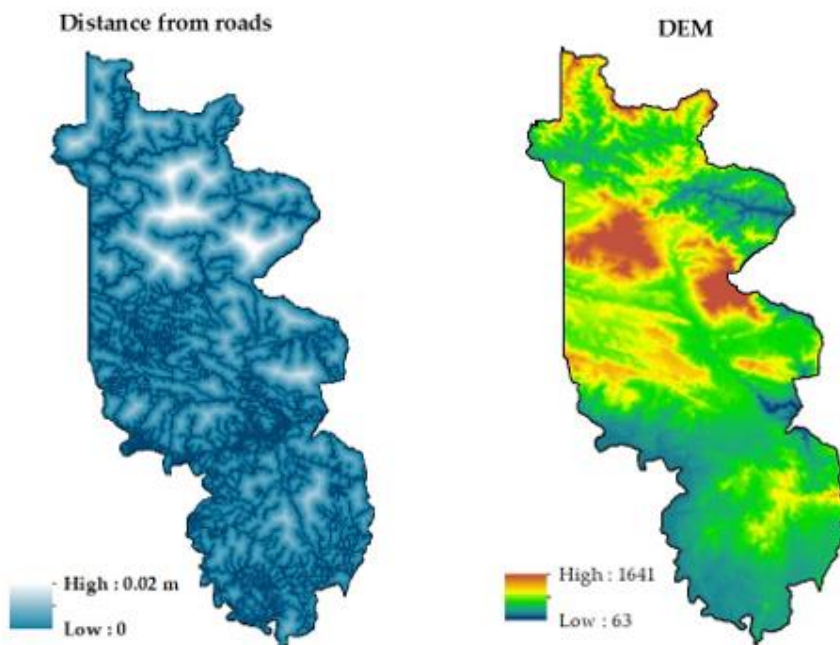 Distance from roads
DEM
High : 0.02 m
Low : 0
High : 1641
Low : 63